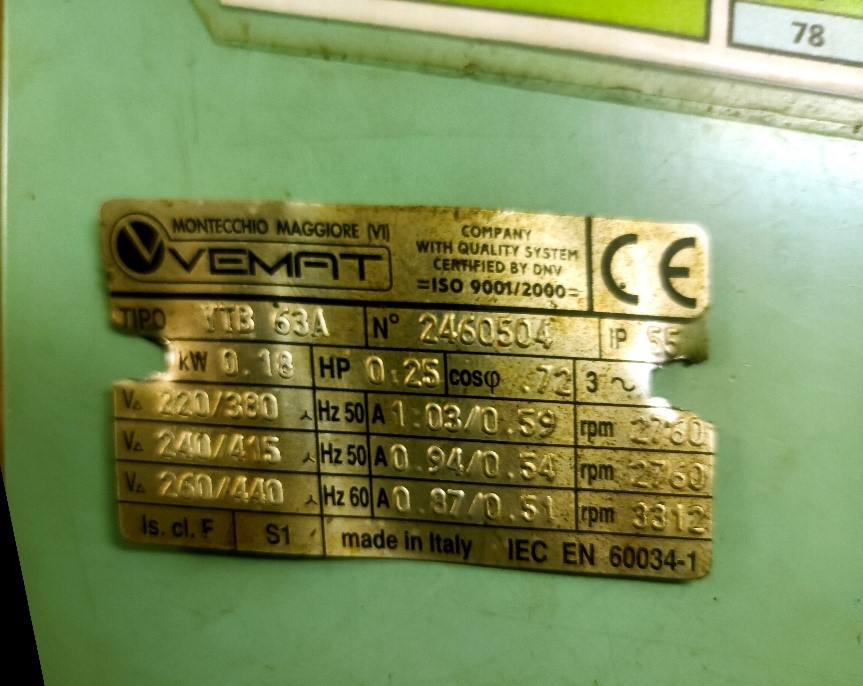 78
MONTECCHIO MAGGIORE (VI)
VEMAT
COMPANY
WITH QUALITY SYSTEM
CERTIFIED BY DNV
=ISO 9001/2000=
CE
TIPO YTB 63A N° 2460504 IP 55
kW 0.18 HP 0.25 cosφ .72 3 ~
V△ 220/380 ⅄ Hz 50 A 1.03/0.59 rpm 2760
V△ 240/415 ⅄ Hz 50 A 0.94/0.54 rpm 2760
V△ 260/440 ⅄ Hz 60 A 0.87/0.51 rpm 3312
Is. cl. F S1 made in Italy IEC EN 60034-1